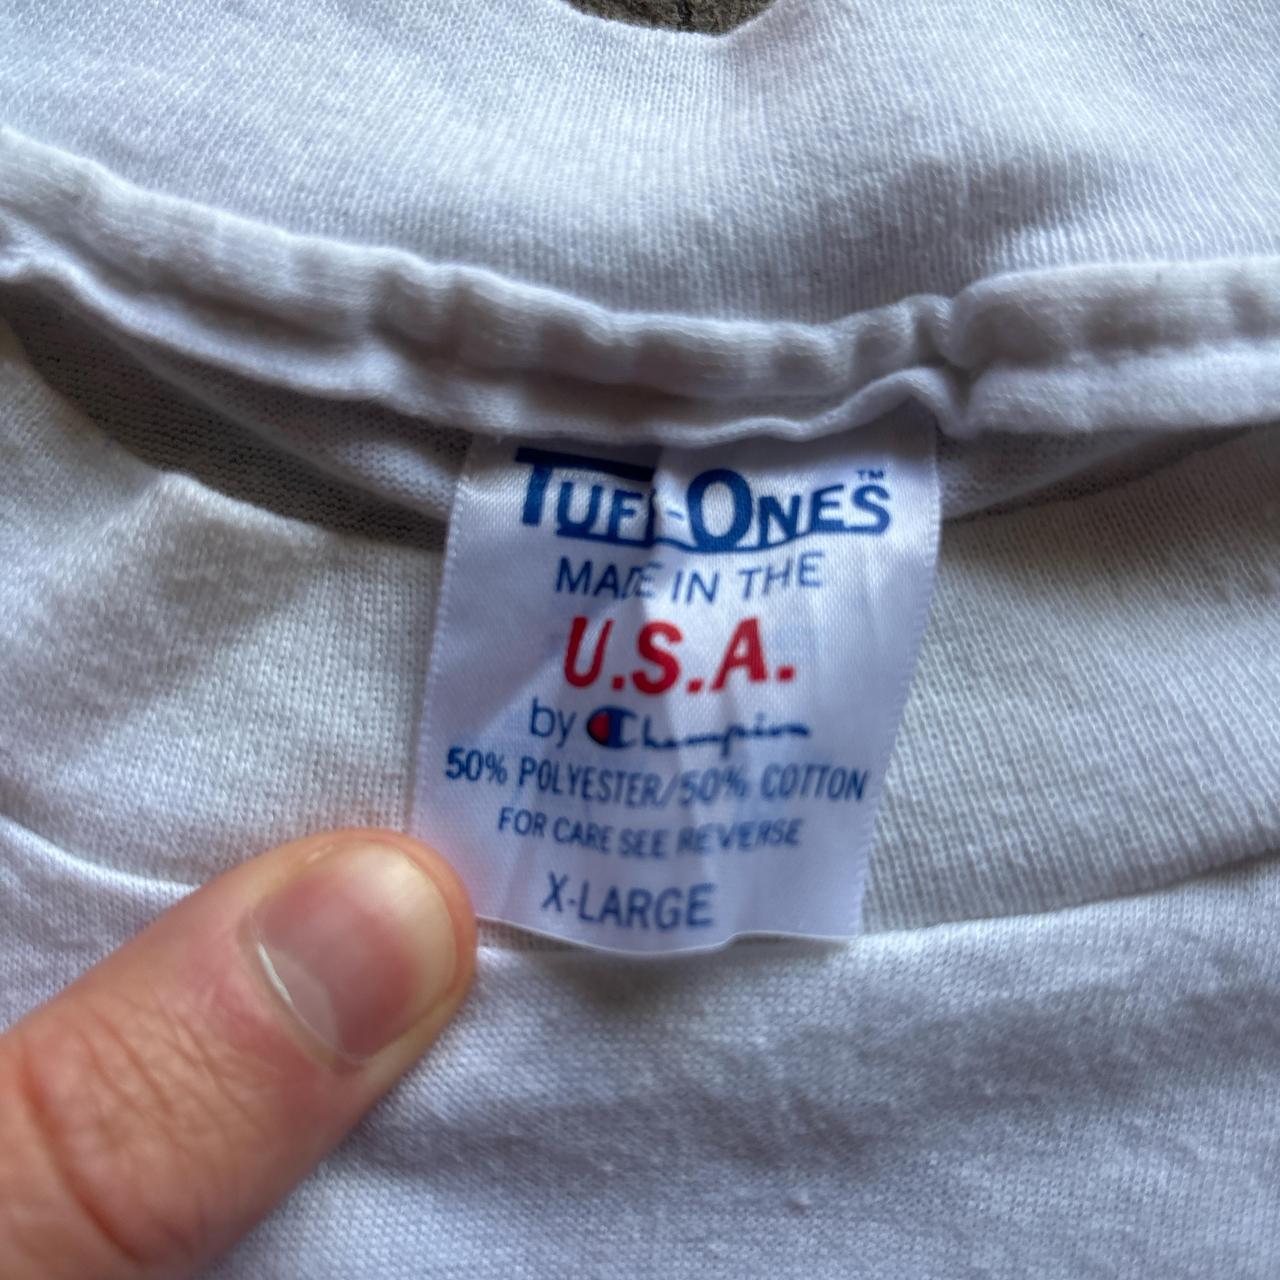 TUFF-ONES™
MADE IN THE
U.S.A.
by Champion
50% POLYESTER/50% COTTON
FOR CARE SEE REVERSE
X-LARGE